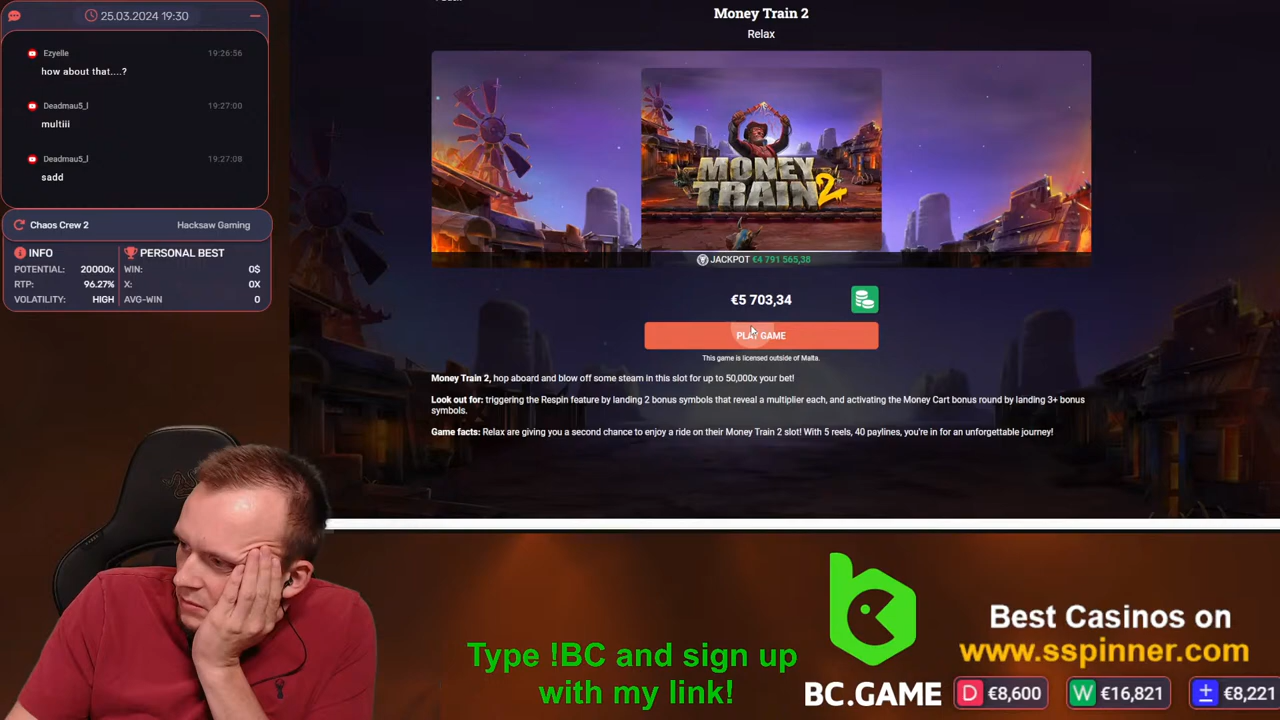 25.03.2024 19:30
Ezyelle 19:26:56
how about that....?
Deadmau5_l 19:27:00
multiii
Deadmau5_l 19:27:08
sadd
Chaos Crew 2 Hacksaw Gaming
INFO
POTENTIAL: 20000x
RTP: 96.27%
VOLATILITY: HIGH
PERSONAL BEST
WIN: 0$
X: 0X
AVG-WIN 0
Money Train 2
Relax
MONEY
TRAIN 2
JACKPOT €4 791 565,38
€5 703,34
PLAY GAME
This game is licensed outside of Malta.
Money Train 2, hop aboard and blow off some steam in this slot for up to 50,000x your bet!
Look out for: triggering the Respin feature by landing 2 bonus symbols that reveal a multiplier each, and activating the Money Cart bonus round by landing 3+ bonus
symbols.
Game facts: Relax are giving you a second chance to enjoy a ride on their Money Train 2 slot! With 5 reels, 40 paylines, you're in for an unforgettable journey!
Type !BC and sign up
with my link!
BC.GAME
Best Casinos on
www.sspinner.com
D €8,600
W €16,821
± €8,221